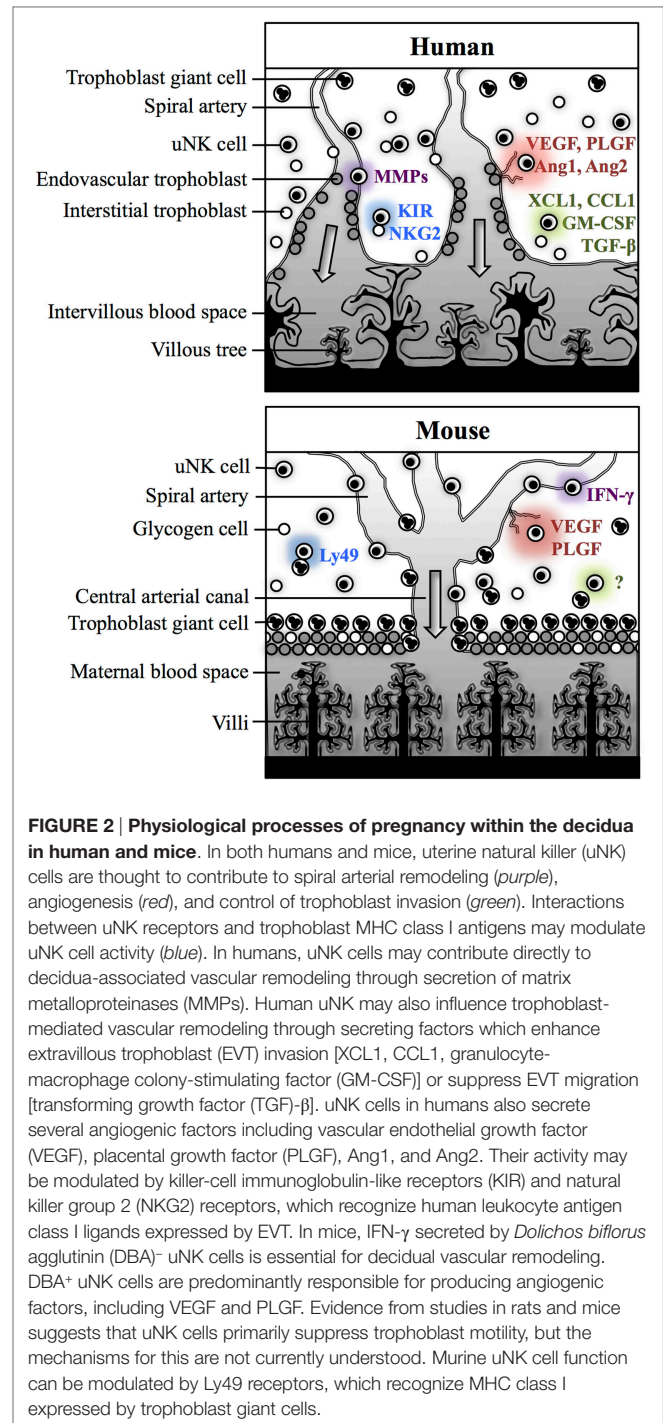 Human
Trophoblast giant cell
Spiral artery
uNK cell
Endovascular trophoblast
Interstitial trophoblast
Intervillous blood space
Villous tree
VEGF, PLGF
Ang1, Ang2
MMPs
XCL1, CCL1
KIR
GM-CSF
NKG2
TGF-β
Mouse
uNK cell
Spiral artery
Glycogen cell
Central arterial canal
Trophoblast giant cell
Maternal blood space
Villi
IFN-γ
VEGF
PLGF
Ly49
?
FIGURE 2 | Physiological processes of pregnancy within the decidua
in human and mice. In both humans and mice, uterine natural killer (uNK)
cells are thought to contribute to spiral arterial remodeling (purple),
angiogenesis (red), and control of trophoblast invasion (green). Interactions
between uNK receptors and trophoblast MHC class I antigens may modulate
uNK cell activity (blue). In humans, uNK cells may contribute directly to
decidua-associated vascular remodeling through secretion of matrix
metalloproteinases (MMPs). Human uNK may also influence trophoblast-
mediated vascular remodeling through secreting factors which enhance
extravillous trophoblast (EVT) invasion [XCL1, CCL1, granulocyte-
macrophage colony-stimulating factor (GM-CSF)] or suppress EVT migration
[transforming growth factor (TGF)-β]. uNK cells in humans also secrete
several angiogenic factors including vascular endothelial growth factor
(VEGF), placental growth factor (PLGF), Ang1, and Ang2. Their activity may
be modulated by killer-cell immunoglobulin-like receptors (KIR) and natural
killer group 2 (NKG2) receptors, which recognize human leukocyte antigen
class I ligands expressed by EVT. In mice, IFN-γ secreted by Dolichos biflorus
agglutinin (DBA)⁻ uNK cells is essential for decidual vascular remodeling.
DBA⁺ uNK cells are predominantly responsible for producing angiogenic
factors, including VEGF and PLGF. Evidence from studies in rats and mice
suggests that uNK cells primarily suppress trophoblast motility, but the
mechanisms for this are not currently understood. Murine uNK cell function
can be modulated by Ly49 receptors, which recognize MHC class I
expressed by trophoblast giant cells.